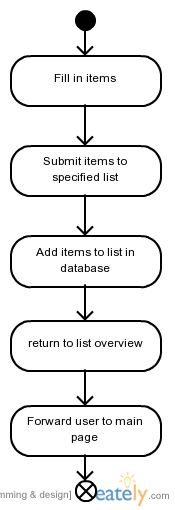 Fill in items
Submit items to
specified list
Add items to list in
database
return to list overview
Forward user to main
page
mming & design]
eately
.com